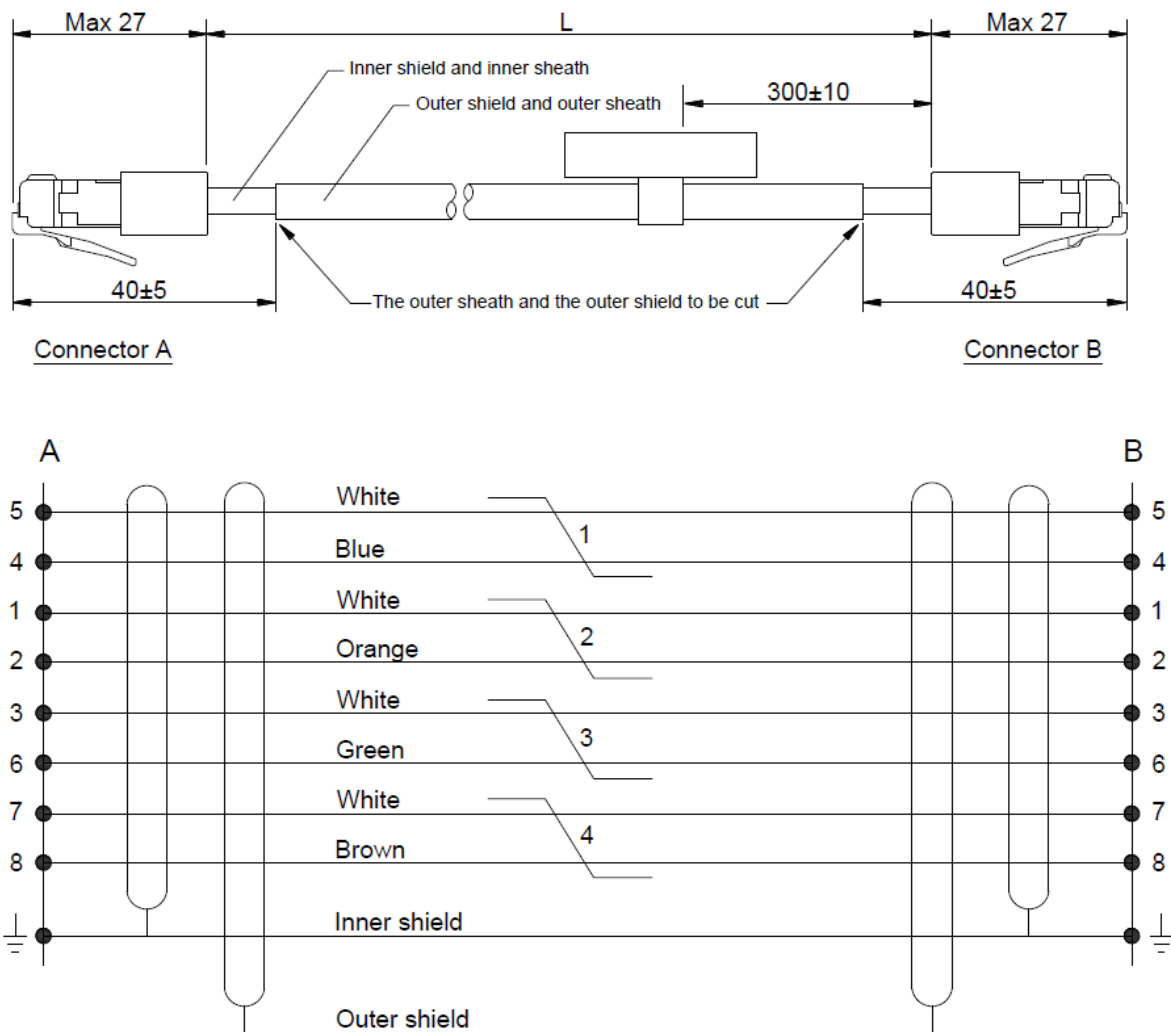 Max 27
L
Max 27
Inner shield and inner sheath
Outer shield and outer sheath
300±10
40±5
The outer sheath and the outer shield to be cut
40±5
Connector A
Connector B
A
B
5 White 5
1
4 Blue 4
1 White 1
2
2 Orange 2
3 White 3
3
6 Green 6
7 White 7
4
8 Brown 8
Inner shield
Outer shield